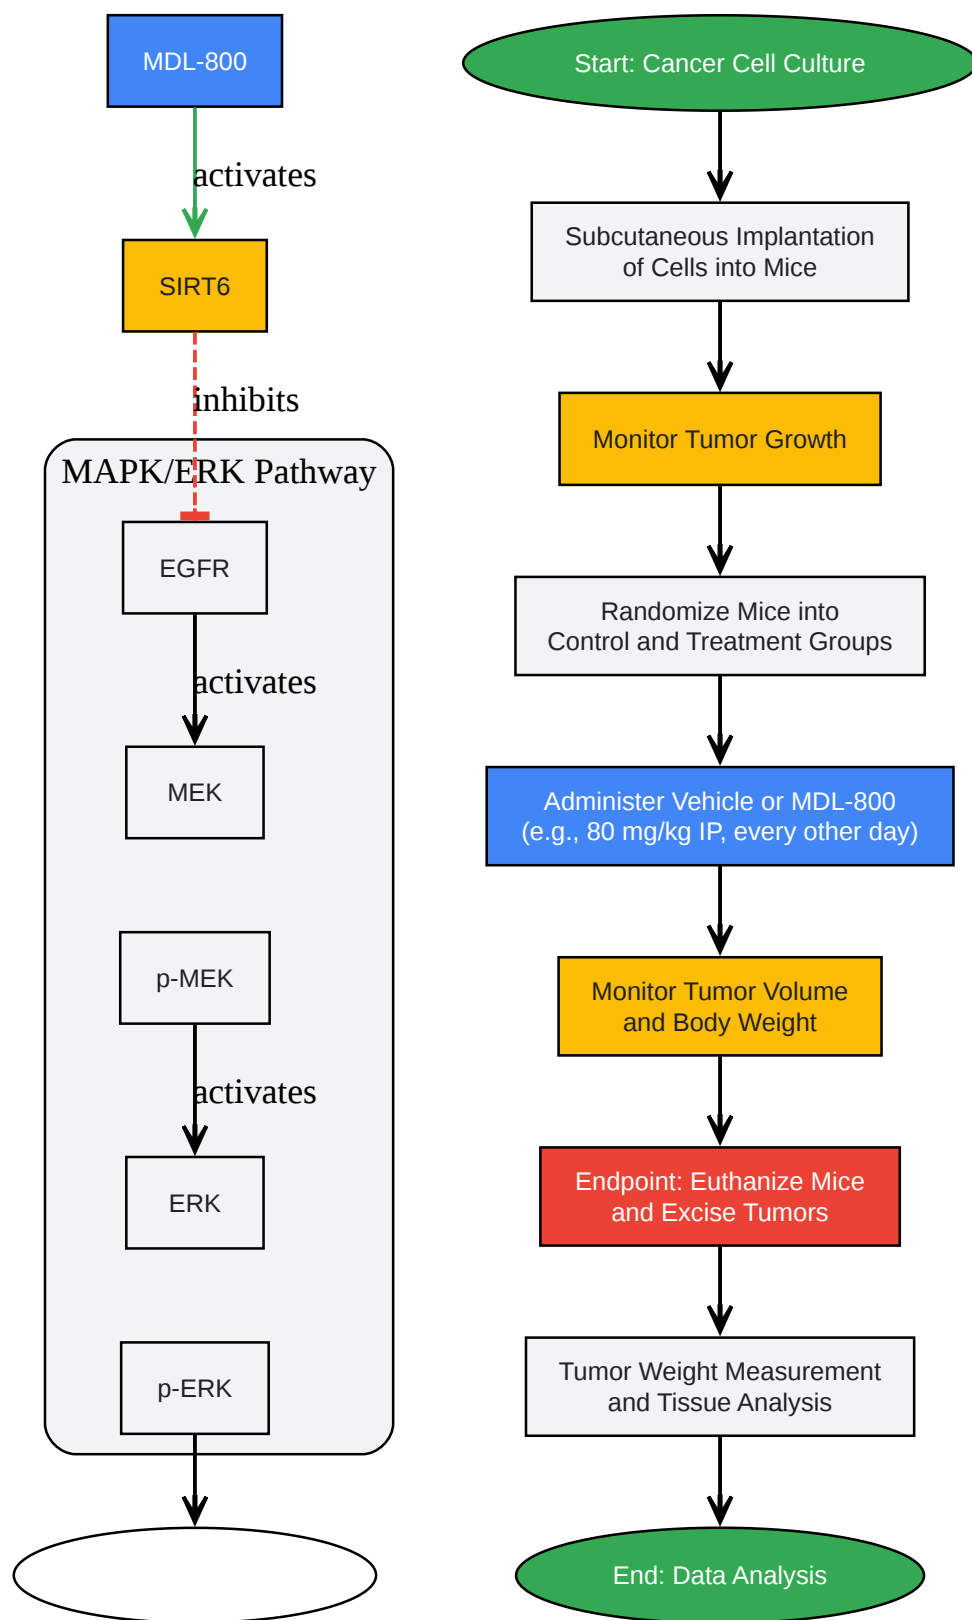 MDL-800
activates
SIRT6
inhibits
MAPK/ERK Pathway
EGFR
activates
MEK
p-MEK
activates
ERK
p-ERK
Start: Cancer Cell Culture
Subcutaneous Implantation
of Cells into Mice
Monitor Tumor Growth
Randomize Mice into
Control and Treatment Groups
Administer Vehicle or MDL-800
(e.g., 80 mg/kg IP, every other day)
Monitor Tumor Volume
and Body Weight
Endpoint: Euthanize Mice
and Excise Tumors
Tumor Weight Measurement
and Tissue Analysis
End: Data Analysis